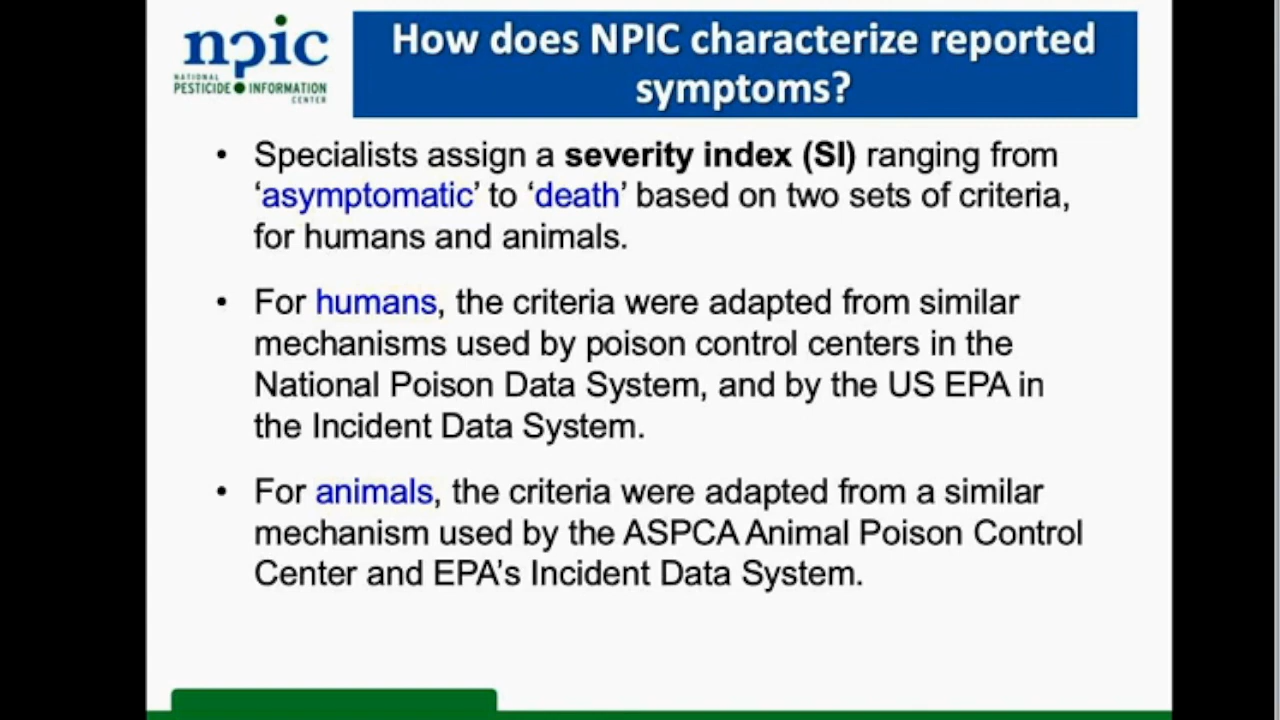 npic
NATIONAL
PESTICIDE INFORMATION
CENTER
How does NPIC characterize reported
symptoms?
• Specialists assign a severity index (SI) ranging from
‘asymptomatic’ to ‘death’ based on two sets of criteria,
for humans and animals.
• For humans, the criteria were adapted from similar
mechanisms used by poison control centers in the
National Poison Data System, and by the US EPA in
the Incident Data System.
• For animals, the criteria were adapted from a similar
mechanism used by the ASPCA Animal Poison Control
Center and EPA’s Incident Data System.